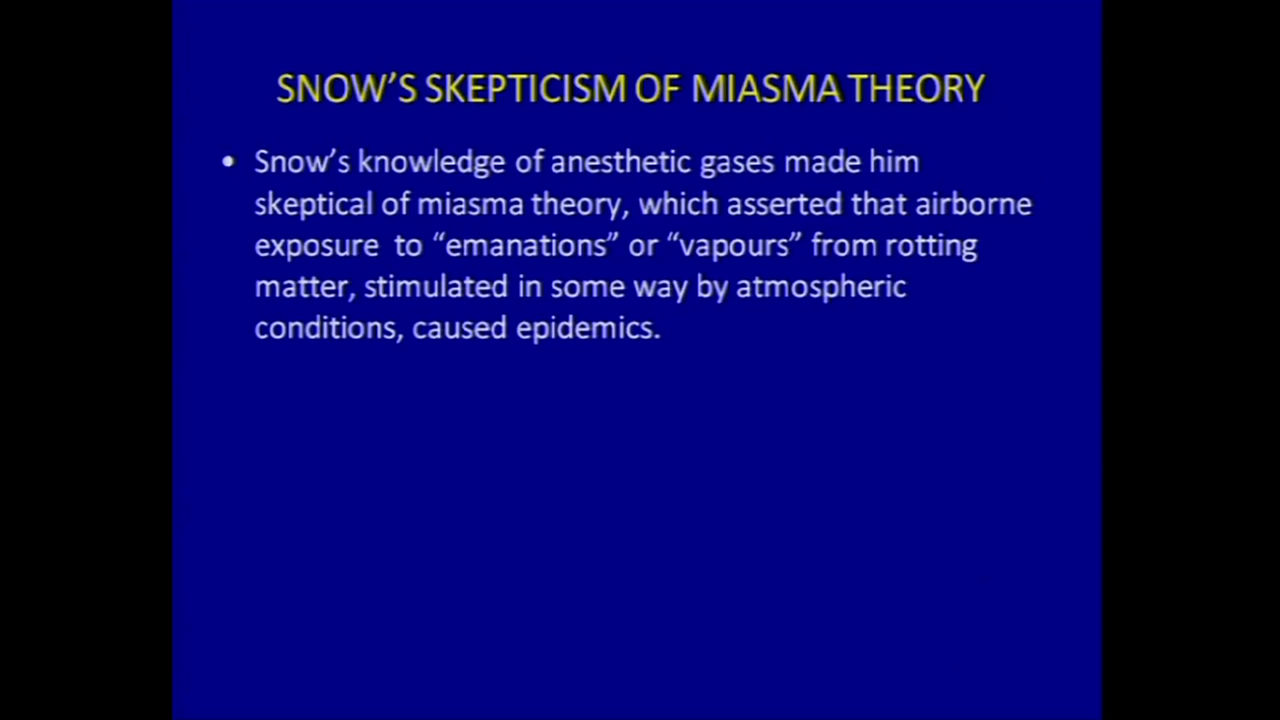 SNOW’S SKEPTICISM OF MIASMA THEORY
• Snow’s knowledge of anesthetic gases made him
skeptical of miasma theory, which asserted that airborne
exposure  to “emanations” or “vapours” from rotting
matter, stimulated in some way by atmospheric
conditions, caused epidemics.